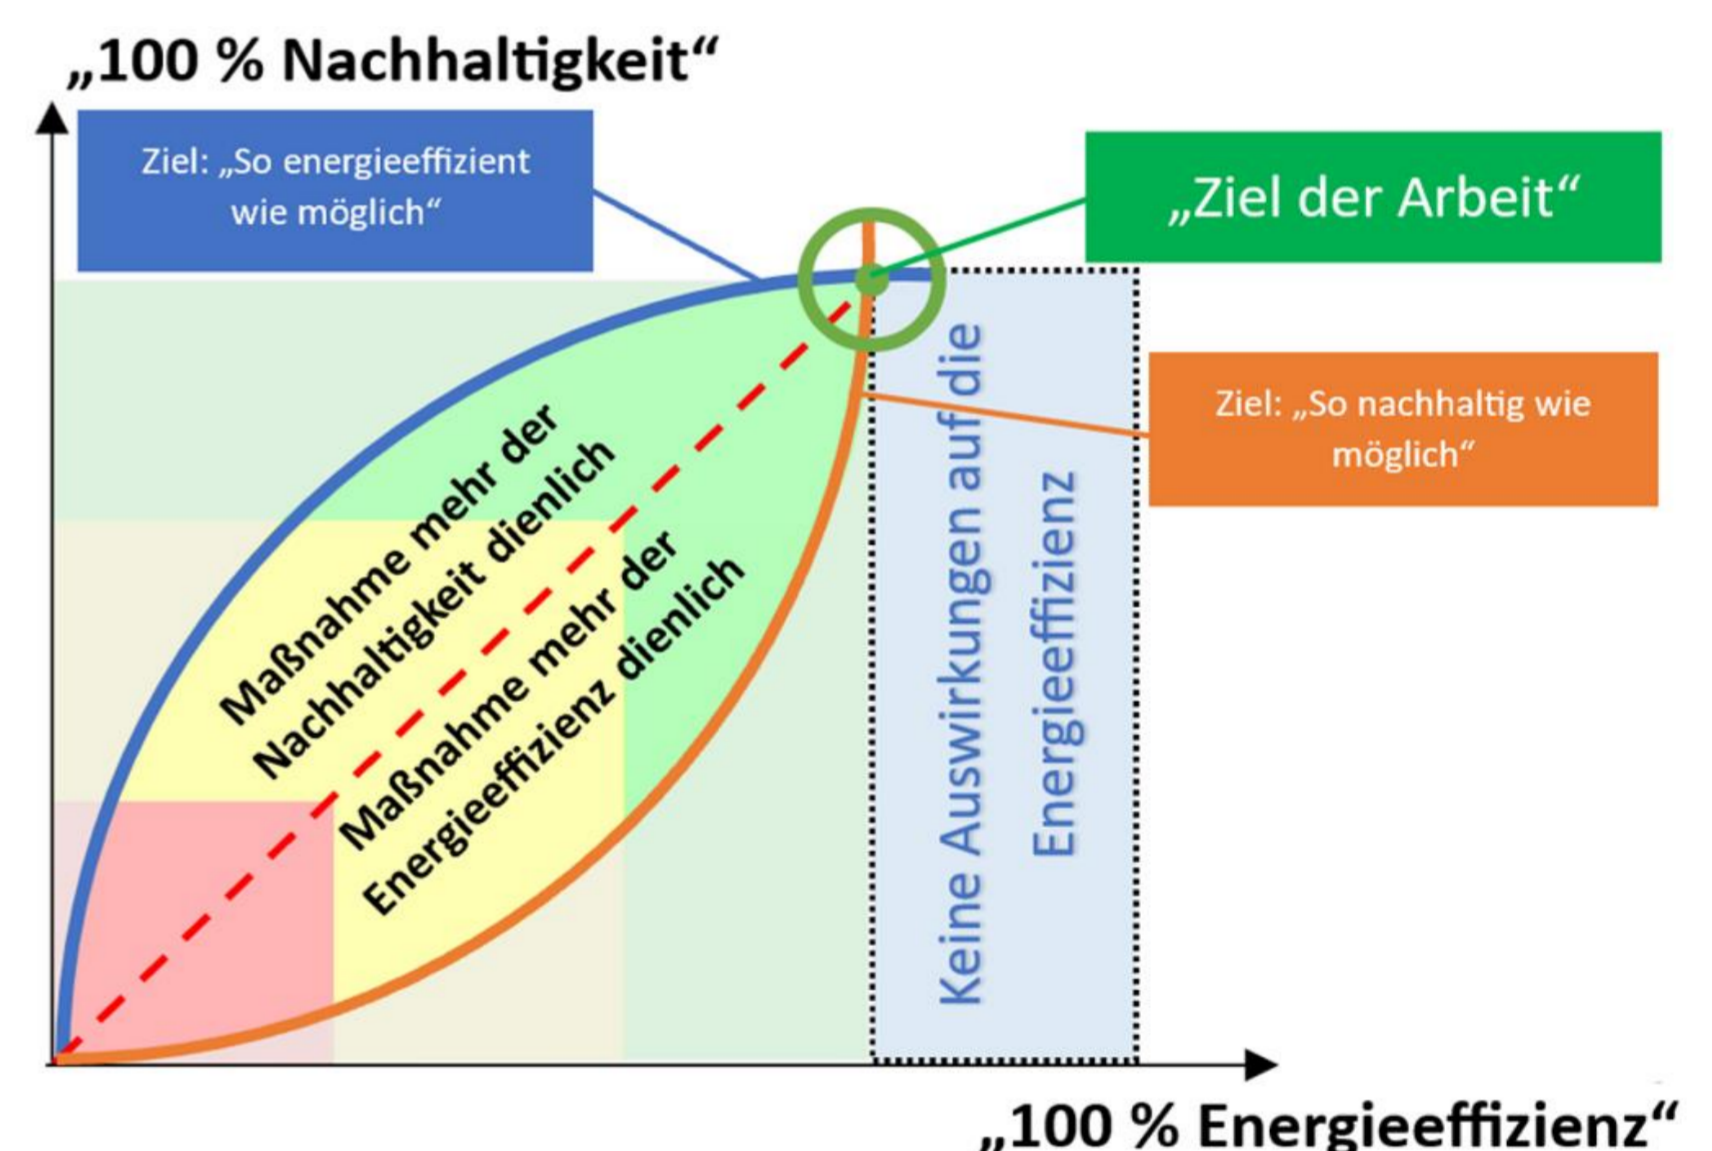 „100 % Nachhaltigkeit“
Ziel: „So energieeffizient
wie möglich“
„Ziel der Arbeit“
Ziel: „So nachhaltig wie
möglich“
Maßnahme mehr der
Nachhaltigkeit dienlich
Maßnahme mehr der
Energieeffizienz dienlich
Keine Auswirkungen auf die
Energieeffizienz
„100 % Energieeffizienz“